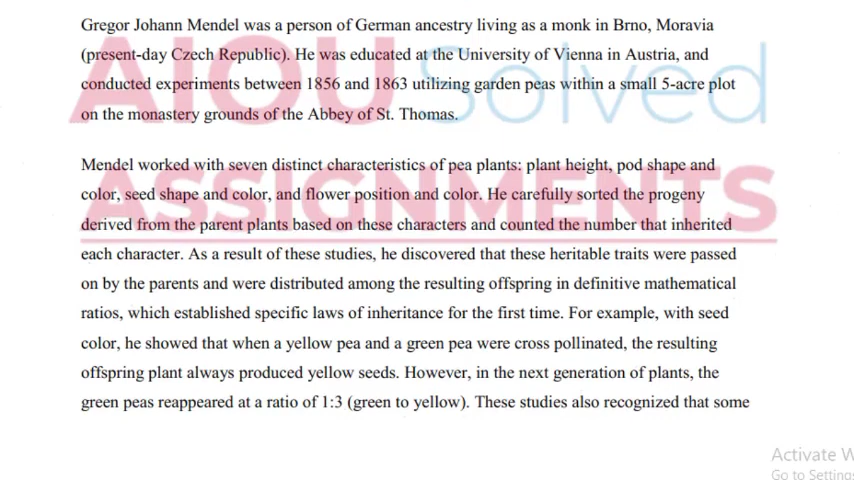 Gregor Johann Mendel was a person of German ancestry living as a monk in Brno, Moravia
(present-day Czech Republic). He was educated at the University of Vienna in Austria, and
conducted experiments between 1856 and 1863 utilizing garden peas within a small 5-acre plot
on the monastery grounds of the Abbey of St. Thomas.
AIOU Solved
ASSIGNMENTS
Mendel worked with seven distinct characteristics of pea plants: plant height, pod shape and
color, seed shape and color, and flower position and color. He carefully sorted the progeny
derived from the parent plants based on these characters and counted the number that inherited
each character. As a result of these studies, he discovered that these heritable traits were passed
on by the parents and were distributed among the resulting offspring in definitive mathematical
ratios, which established specific laws of inheritance for the first time. For example, with seed
color, he showed that when a yellow pea and a green pea were cross pollinated, the resulting
offspring plant always produced yellow seeds. However, in the next generation of plants, the
green peas reappeared at a ratio of 1:3 (green to yellow). These studies also recognized that some
Activate W
Go to Settings